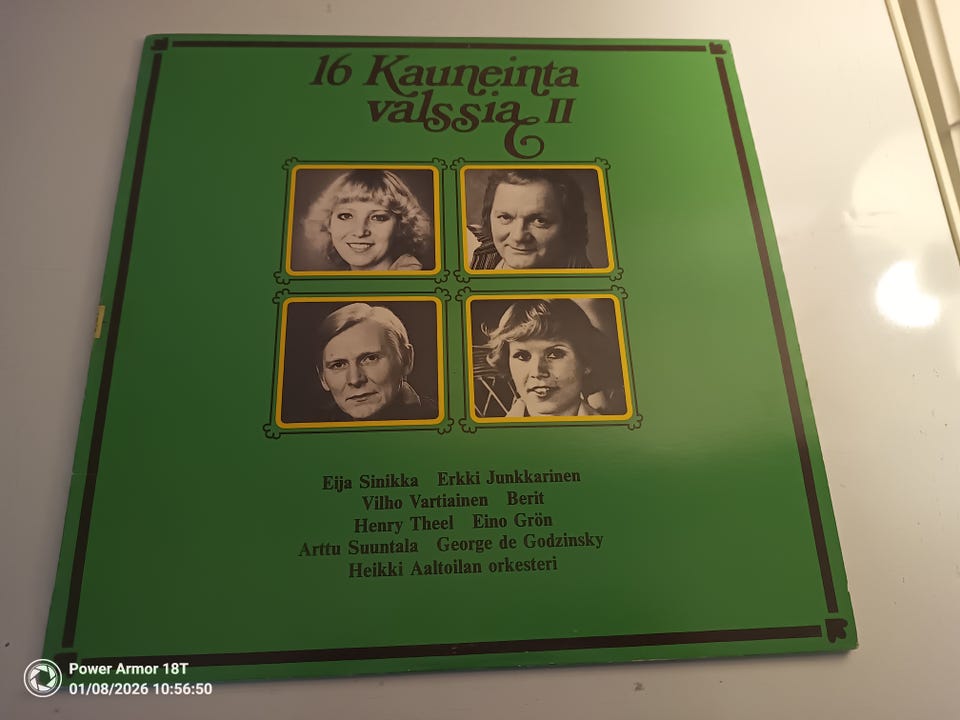 16 Kauneinta
valssia II
Eija Sinikka Erkki Junkkarinen
Vilho Vartiainen Berit
Henry Theel Eino Grön
Arttu Suuntala George de Godzinsky
Heikki Aaltoilan orkesteri
Power Armor 18T
01/08/2026 10:56:50